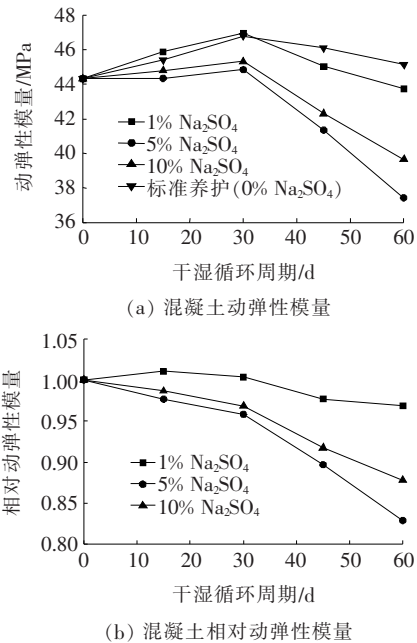 48
46
44
42
40
38
36
动弹性模量/MPa
1% Na₂SO₄
5% Na₂SO₄
10% Na₂SO₄
标准养护(0% Na₂SO₄)
0 10 20 30 40 50 60
干湿循环周期/d
(a) 混凝土动弹性模量
1.05
1.00
0.95
0.90
0.85
0.80
相对动弹性模量
1% Na₂SO₄
5% Na₂SO₄
10% Na₂SO₄
0 10 20 30 40 50 60
干湿循环周期/d
(b) 混凝土相对动弹性模量